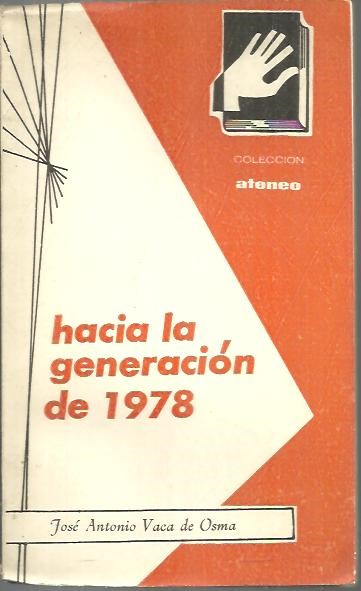 COLECCION
ateneo
hacia la
generación
de 1978
José Antonio Vaca de Osma